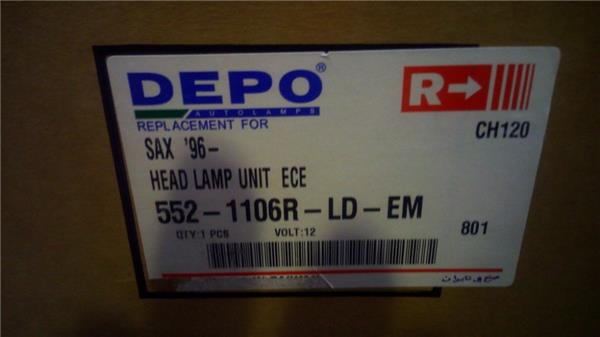 DEPO®
AUTOLAMPS
REPLACEMENT FOR
R
CH120
SAX '96-
HEAD LAMP UNIT ECE
552-1106R-LD-EM
QTY:1 PCS VOLT:12
801